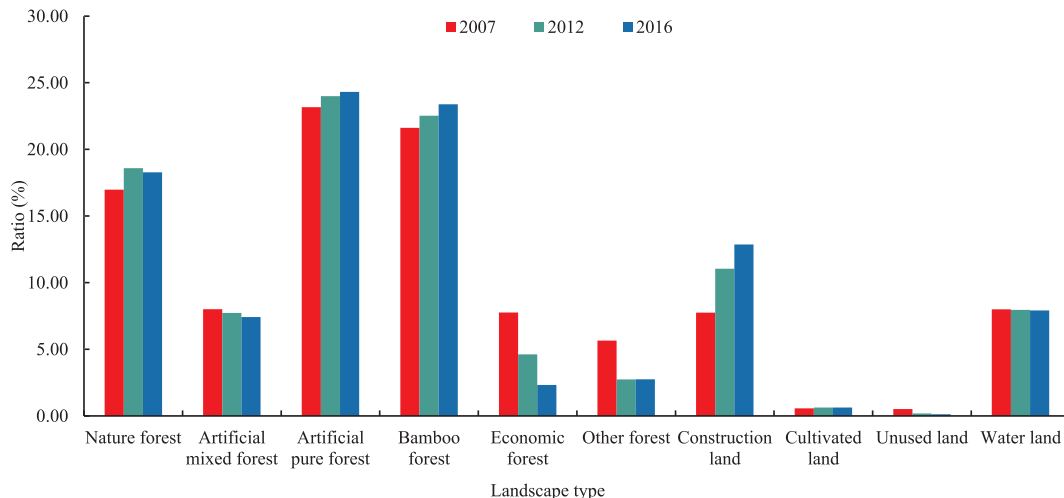 30.00
2007 2012 2016
25.00
20.00
15.00
10.00
5.00
0.00
Ratio (%)
Nature forest
Artificial
mixed forest
Artificial
pure forest
Bamboo
forest
Economic
forest
Other forest
Construction
land
Cultivated
land
Unused land
Water land
Landscape type